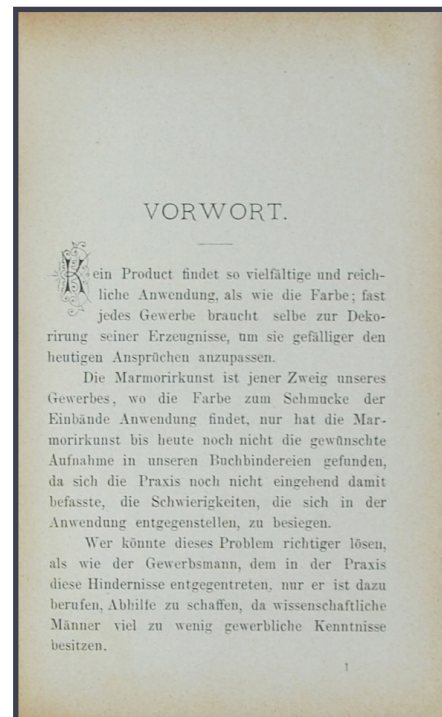 VORWORT.
Kein Product findet so vielfältige und reich-
liche Anwendung, als wie die Farbe; fast
jedes Gewerbe braucht selbe zur Deko-
rirung seiner Erzeugnisse, um sie gefälliger den
heutigen Ansprüchen anzupassen.
Die Marmorirkunst ist jener Zweig unseres
Gewerbes, wo die Farbe zum Schmucke der
Einbände Anwendung findet, nur hat die Mar-
morirkunst bis heute noch nicht die gewünschte
Aufnahme in unseren Buchbindereien gefunden,
da sich die Praxis noch nicht eingehend damit
befasste, die Schwierigkeiten, die sich in der
Anwendung entgegenstellen, zu besiegen.
Wer könnte dieses Problem richtiger lösen,
als wie der Gewerbsmann, dem in der Praxis
diese Hindernisse entgegentreten, nur er ist dazu
berufen, Abhilfe zu schaffen, da wissenschaftliche
Männer viel zu wenig gewerbliche Kenntnisse
besitzen.
1